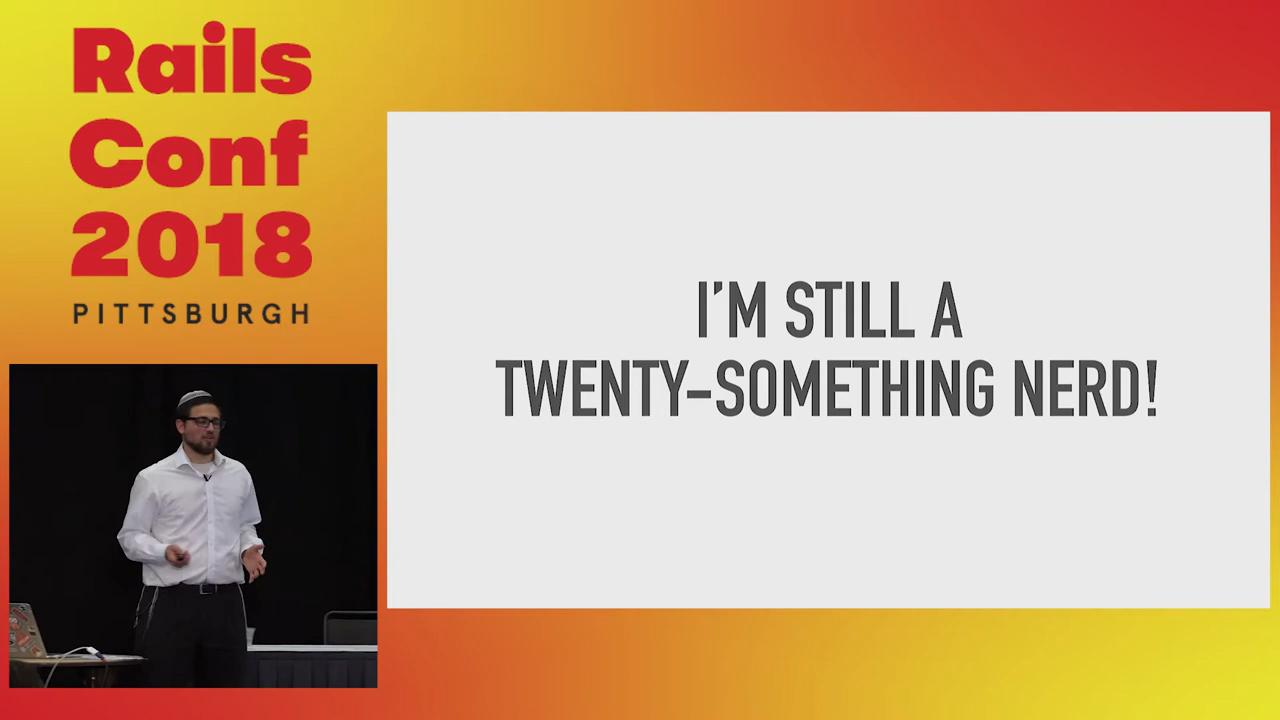 Rails
Conf
2018
PITTSBURGH
I'M STILL A
TWENTY-SOMETHING NERD!